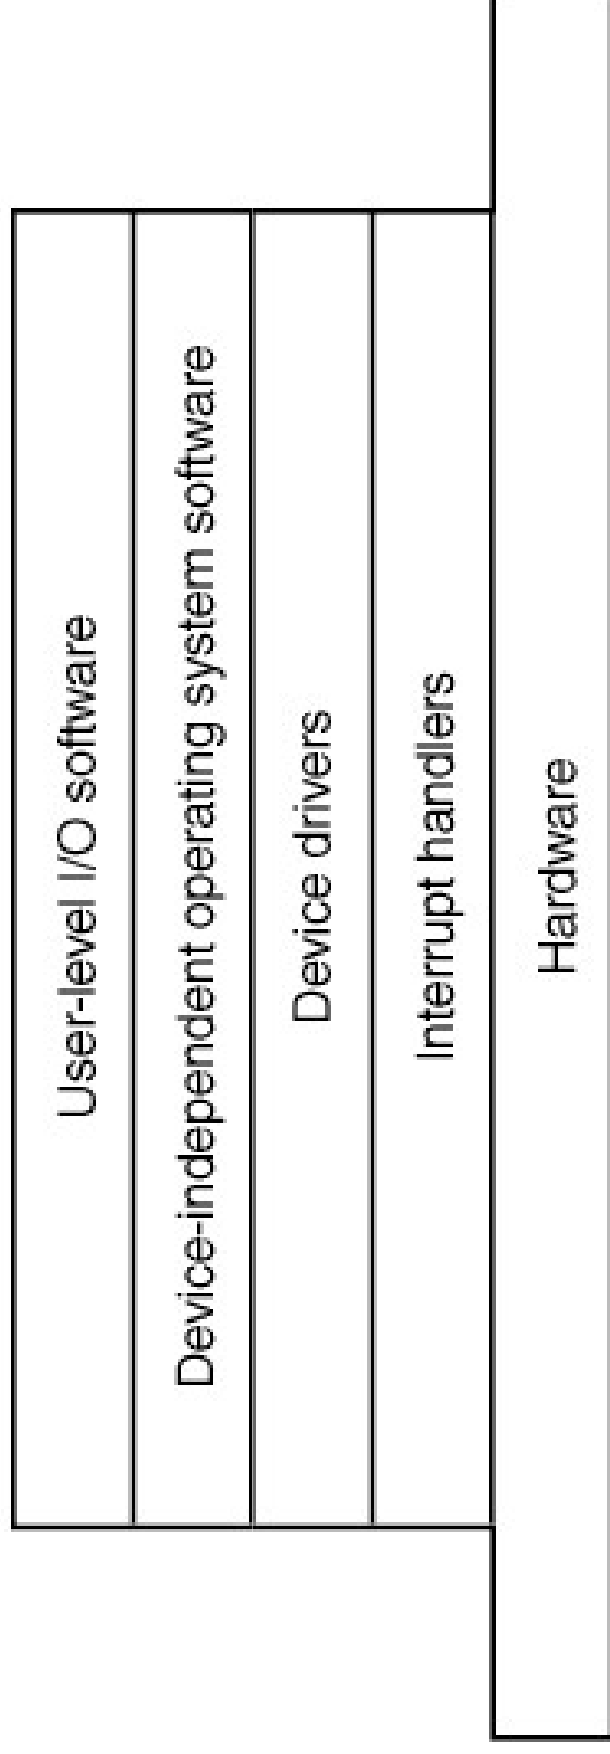 User-level I/O software
Device-independent operating system software
Device drivers
Interrupt handlers
Hardware